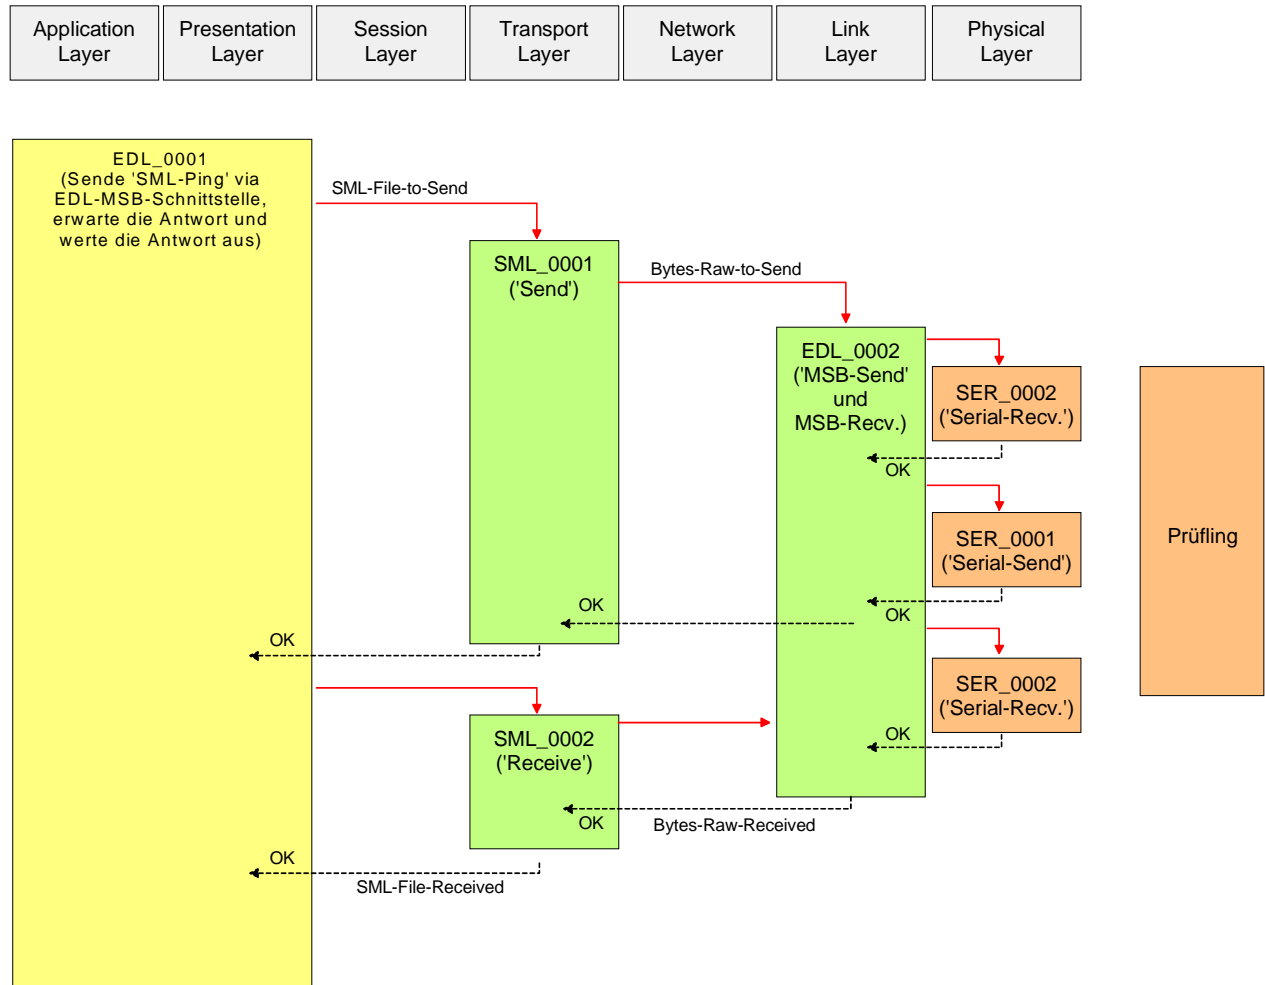 Application
Layer
Presentation
Layer
Session
Layer
Transport
Layer
Network
Layer
Link
Layer
Physical
Layer
EDL_0001
(Sende 'SML-Ping' via
EDL-MSB-Schnittstelle,
erwarte die Antwort und
werte die Antwort aus)
SML-File-to-Send
SML_0001
('Send')
Bytes-Raw-to-Send
EDL_0002
('MSB-Send'
und
MSB-Recv.)
SER_0002
('Serial-Recv.')
OK
SER_0001
('Serial-Send')
Prüfling
OK
OK
OK
SER_0002
('Serial-Recv.')
OK
SML_0002
('Receive')
OK
Bytes-Raw-Received
OK
SML-File-Received